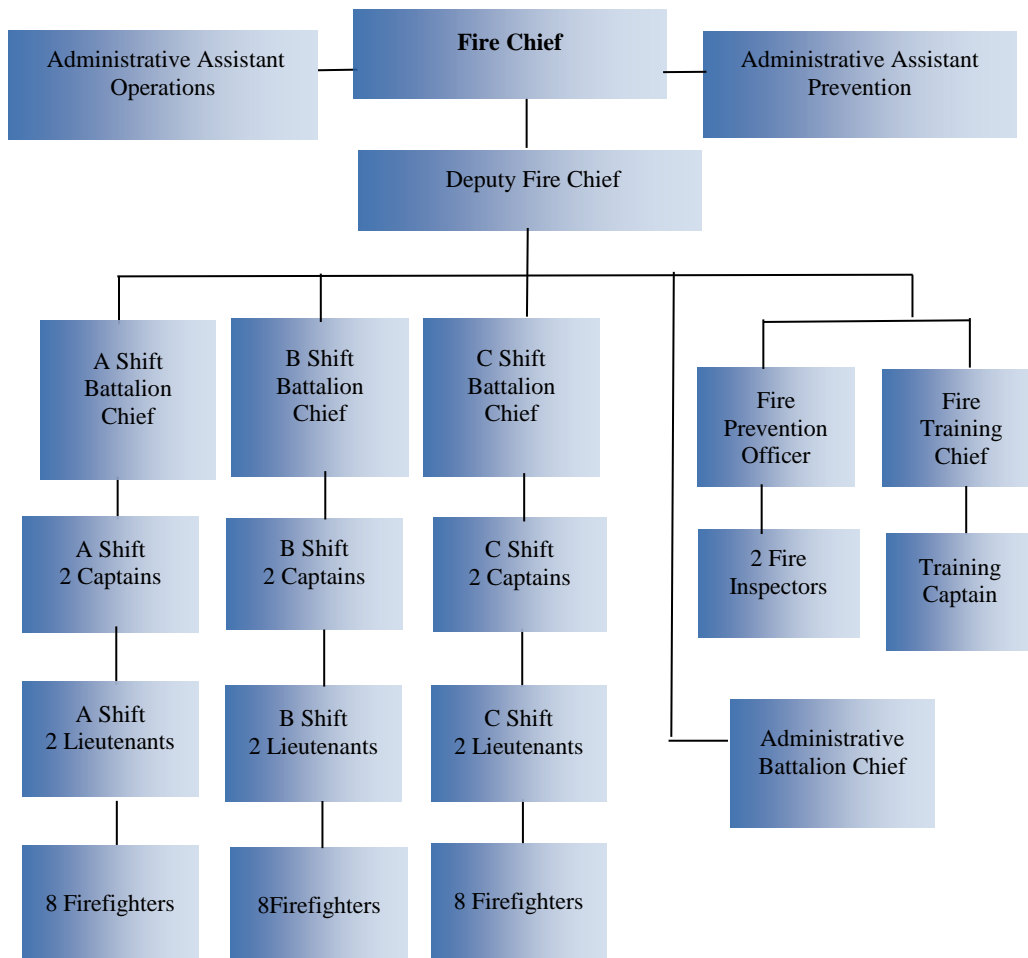 Fire Chief
Administrative Assistant
Operations
Administrative Assistant
Prevention
Deputy Fire Chief
A Shift
Battalion
Chief
B Shift
Battalion
Chief
C Shift
Battalion
Chief
Fire
Prevention
Officer
Fire
Training
Chief
A Shift
2 Captains
B Shift
2 Captains
C Shift
2 Captains
2 Fire
Inspectors
Training
Captain
A Shift
2 Lieutenants
B Shift
2 Lieutenants
C Shift
2 Lieutenants
Administrative
Battalion Chief
8 Firefighters
8Firefighters
8 Firefighters